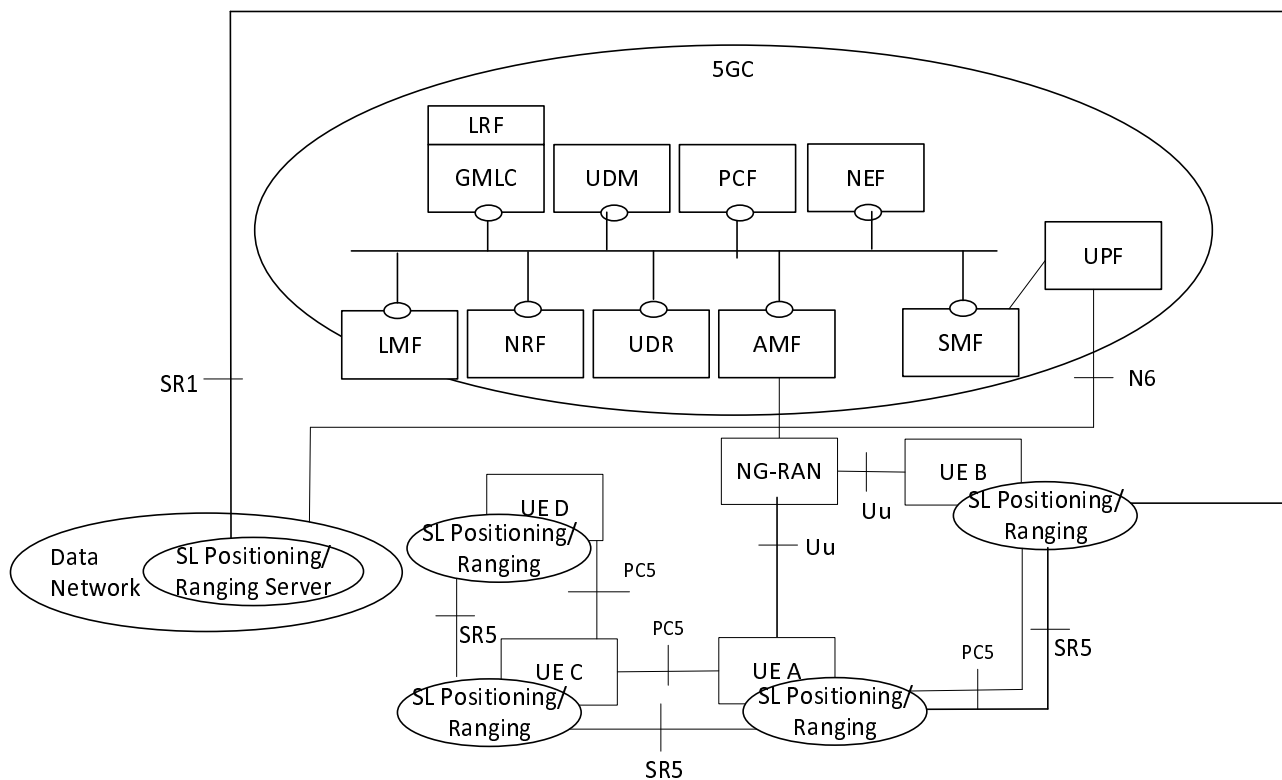 5GC
LRF
GMLC
UDM
PCF
NEF
UPF
LMF
NRF
UDR
AMF
SMF
SR1
N6
NG-RAN
UE B
Uu
SL Positioning/
Ranging
UE D
SL Positioning/
Ranging
Data
Network
SL Positioning/
Ranging Server
Uu
PC5
SR5
PC5
SR5
PC5
UE C
SL Positioning/
Ranging
UE A
SL Positioning/
Ranging
SR5